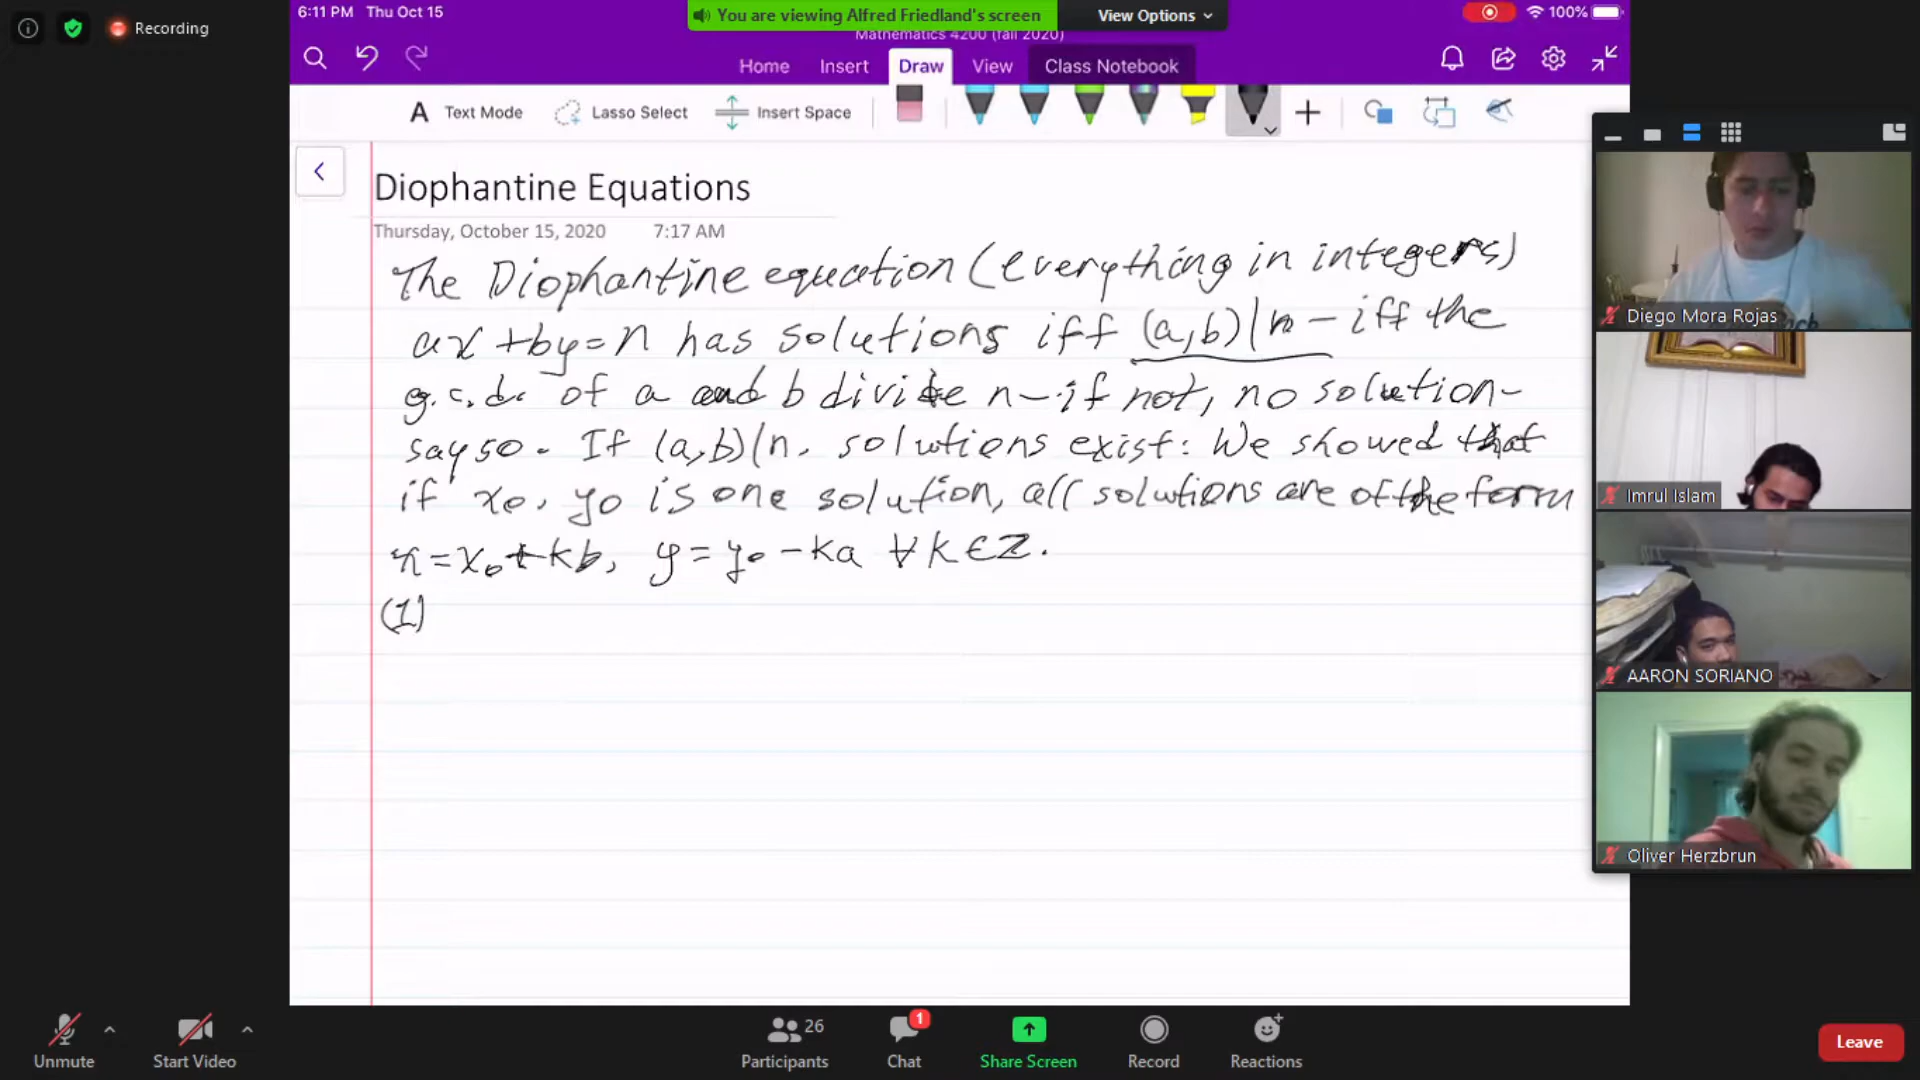 6:11 PM Thu Oct 15
Recording
You are viewing Alfred Friedland's screen
View Options
100%
Mathematics 4200 (fall 2020)
Home Insert Draw View Class Notebook
A Text Mode Lasso Select Insert Space
Diophantine Equations
Thursday, October 15, 2020 7:17 AM
The Diophantine equation (everything in integers)
ax+by=n has solutions iff (a,b)|n - iff the
g.c.d. of a and b divide n - if not, no solution -
say so. If (a,b)|n, solutions exist: We showed that
if x₀, y₀ is one solution, all solutions are of the form
x=x₀+kb, y=y₀-ka ∀k∈Z.
(1)
Diego Mora Rojas
Imrul Islam
AARON SORIANO
Oliver Herzbrun
Unmute
Start Video
26
Participants
1
Chat
Share Screen
Record
Reactions
Leave